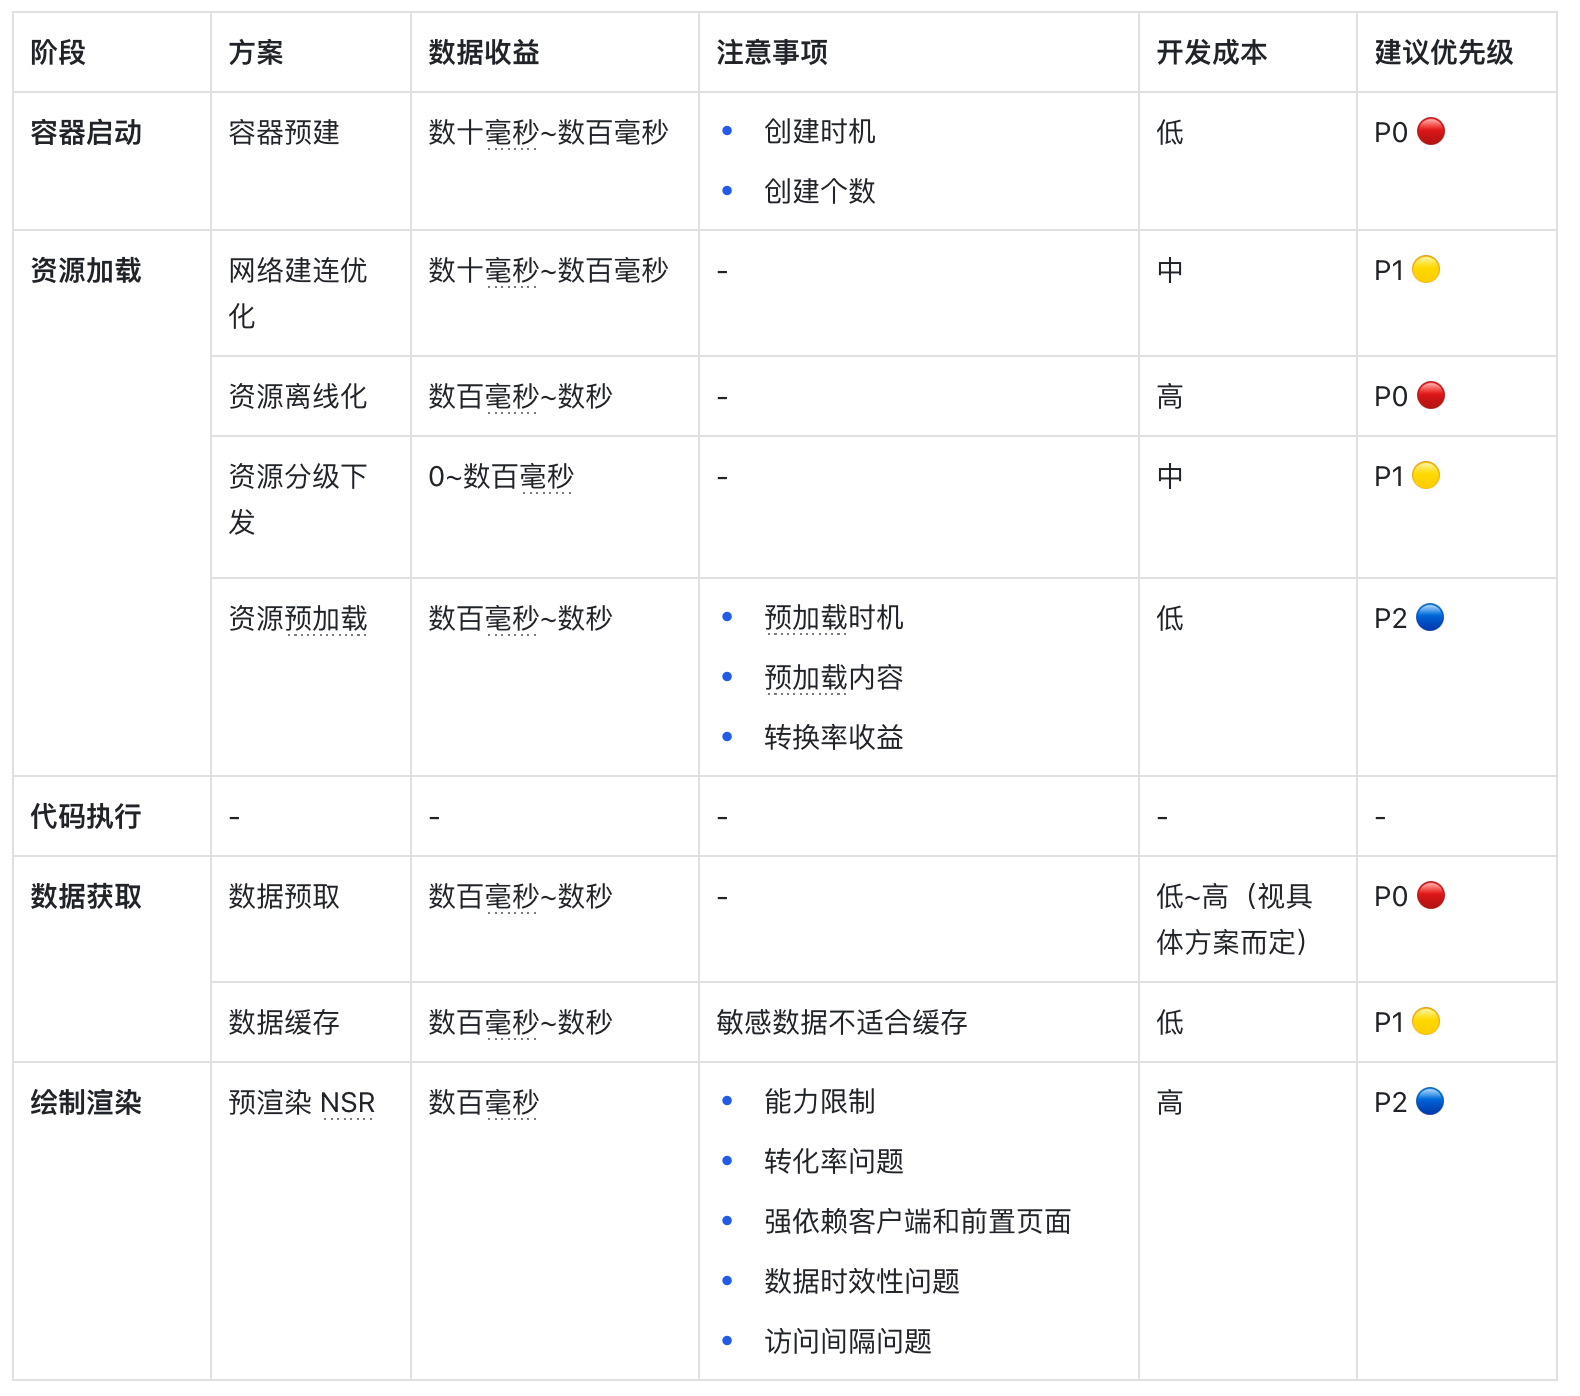 阶段 方案 数据收益 注意事项 开发成本 建议优先级
容器启动 容器预建 数十毫秒~数百毫秒 • 创建时机 低 P0 🔴
• 创建个数
资源加载 网络建连优 数十毫秒~数百毫秒 - 中 P1 🟡
化
资源离线化 数百毫秒~数秒 - 高 P0 🔴
资源分级下 0~数百毫秒 - 中 P1 🟡
发
资源预加载 数百毫秒~数秒 • 预加载时机 低 P2 🔵
• 预加载内容
• 转换率收益
代码执行 - - - - -
数据获取 数据预取 数百毫秒~数秒 - 低~高（视具 P0 🔴
体方案而定）
数据缓存 数百毫秒~数秒 敏感数据不适合缓存 低 P1 🟡
绘制渲染 预渲染 NSR 数百毫秒 • 能力限制 高 P2 🔵
• 转化率问题
• 强依赖客户端和前置页面
• 数据时效性问题
• 访问间隔问题